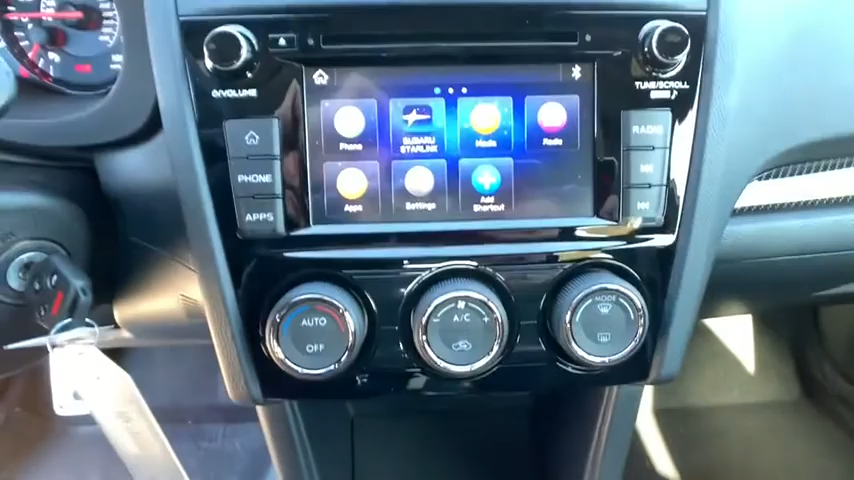 VOLUME
TUNE/SCROLL
PHONE
APPS
RADIO
Phone
SUBARU
STARLINK
Media
Radio
Apps
Settings
Add
Shortcut
AUTO
OFF
A/C
MODE